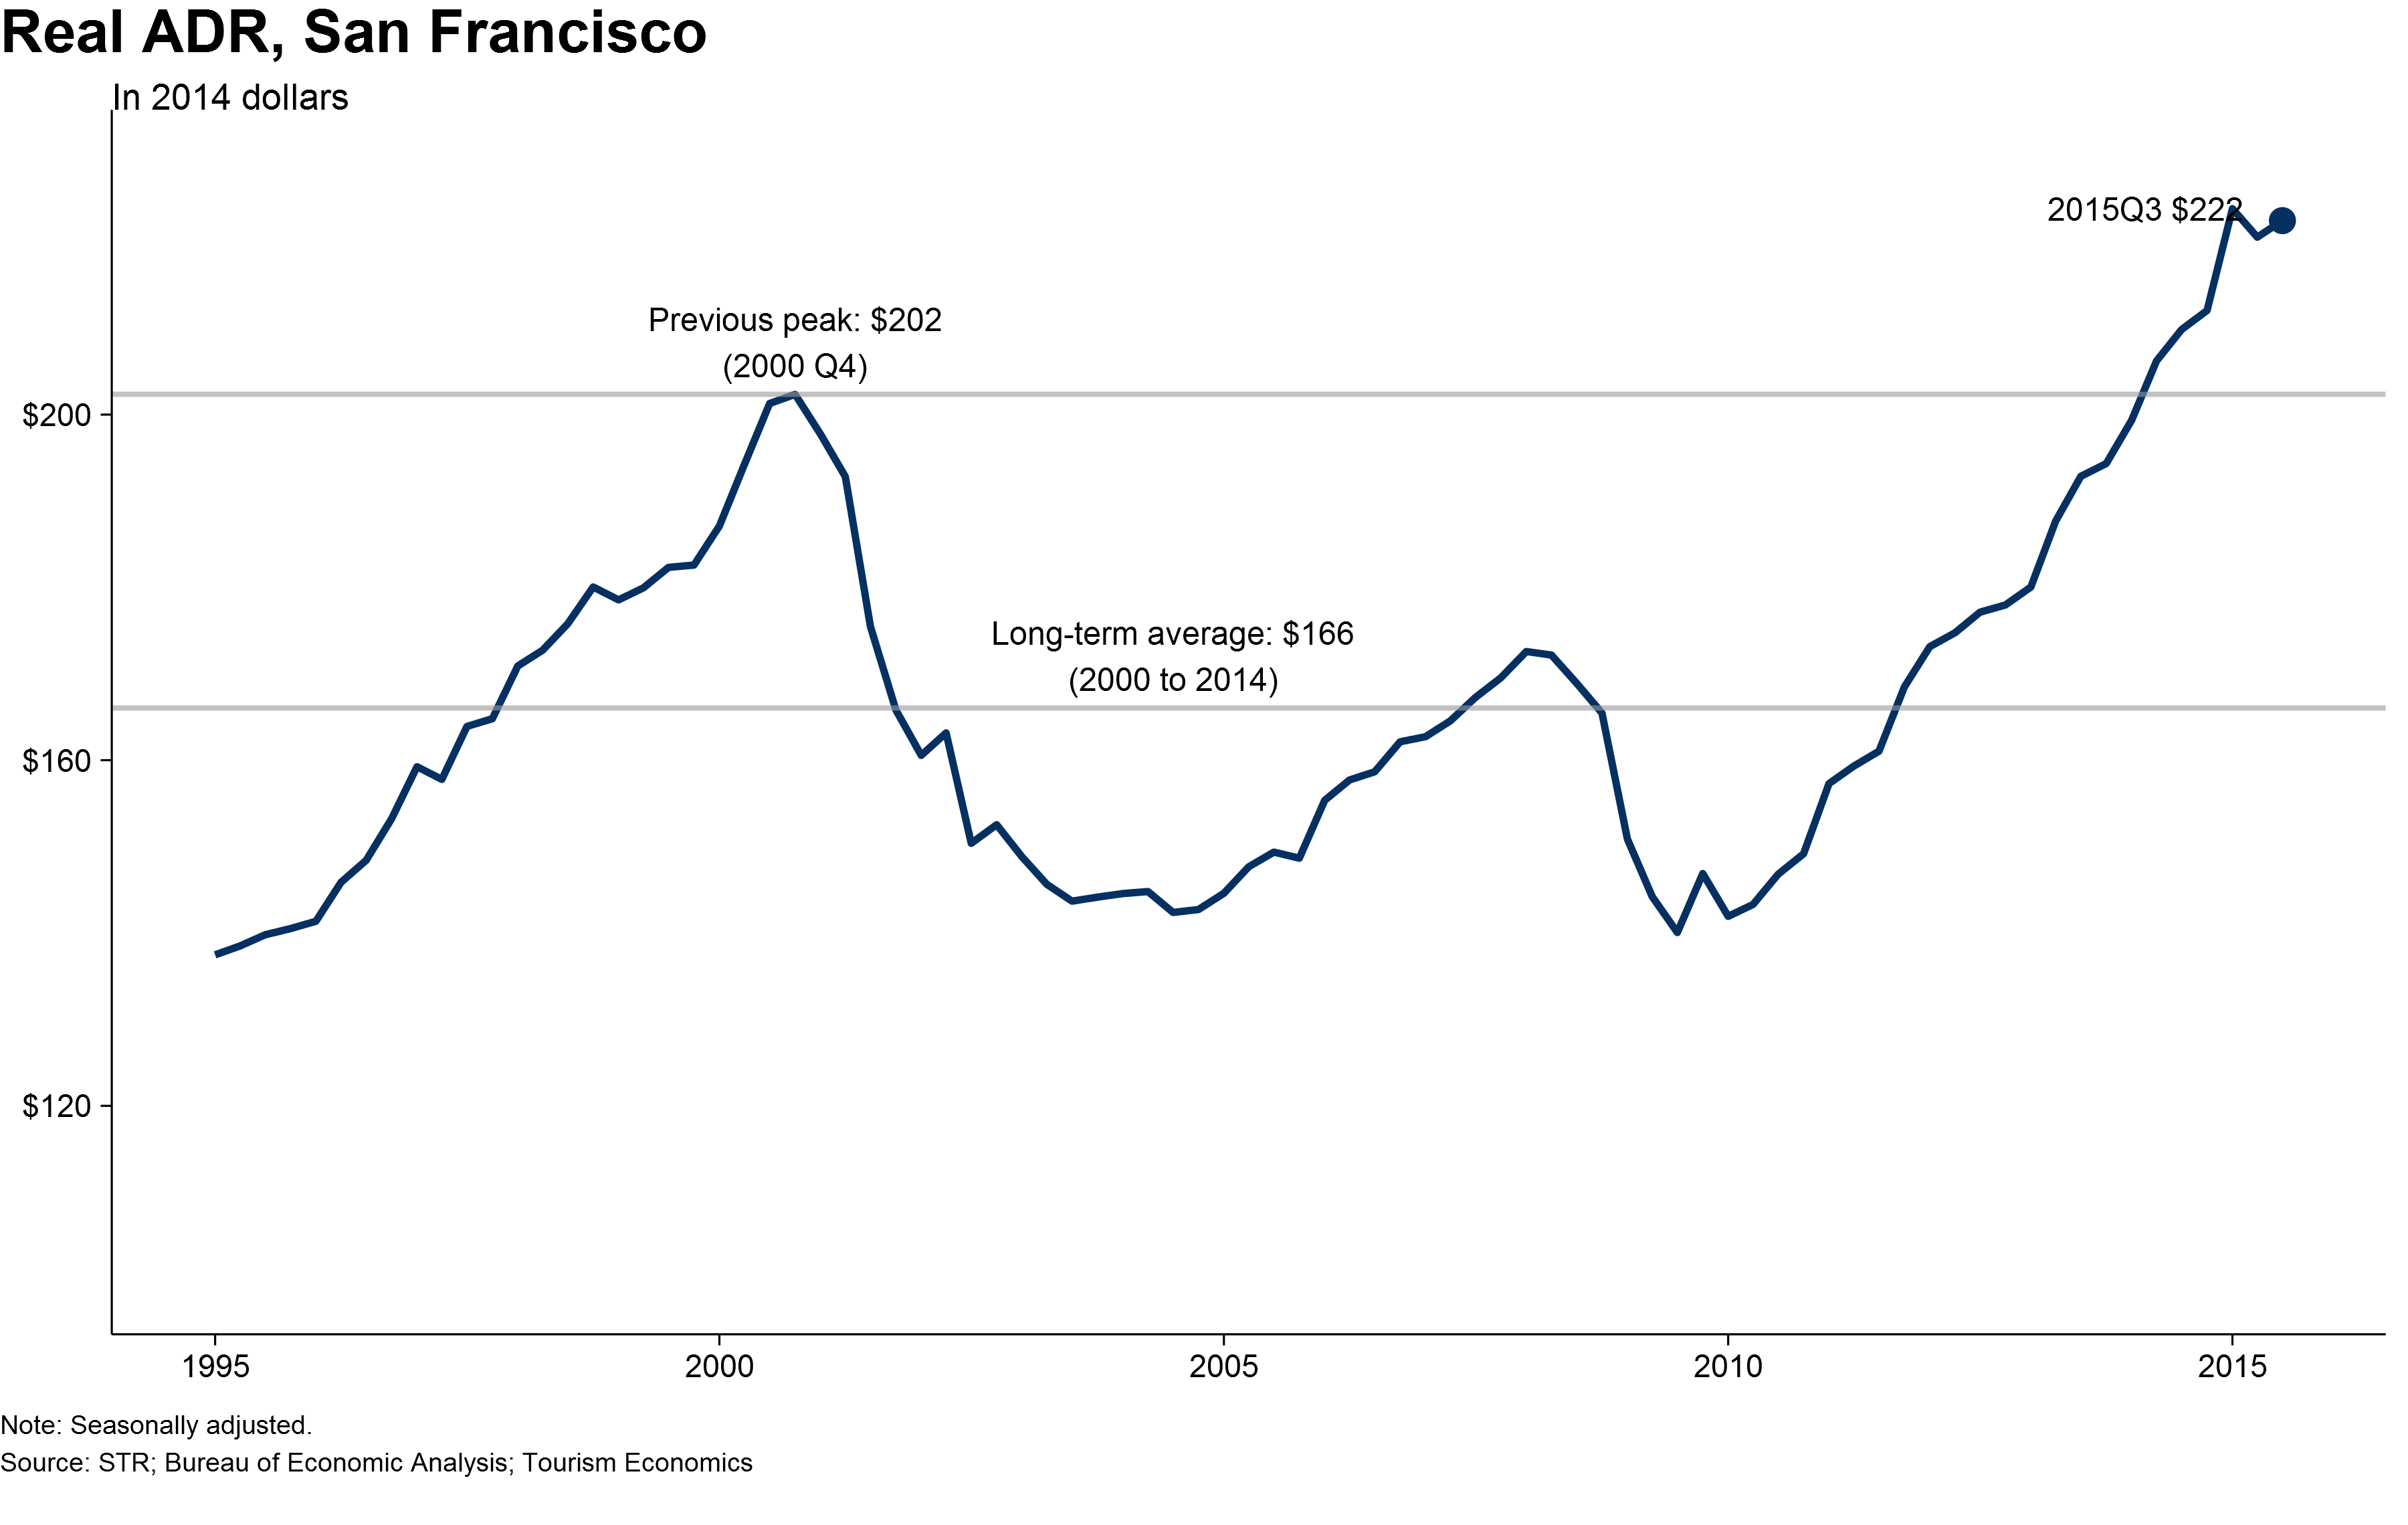 Real ADR, San Francisco
In 2014 dollars
2015Q3 $222
Previous peak: $202
(2000 Q4)
$200
Long-term average: $166
(2000 to 2014)
$160
$120
1995
2000
2005
2010
2015
Note: Seasonally adjusted.
Source: STR; Bureau of Economic Analysis; Tourism Economics